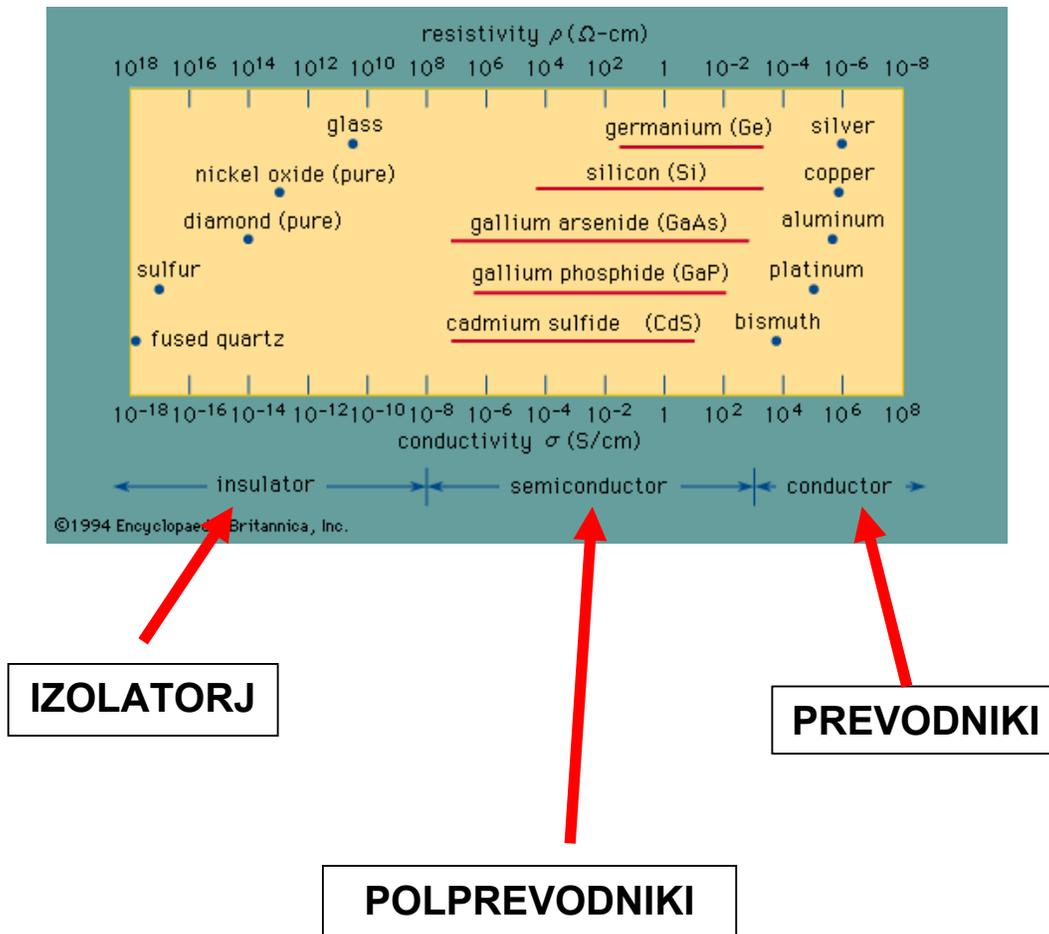 resistivity ρ (Ω-cm)
10¹⁸ 10¹⁶ 10¹⁴ 10¹² 10¹⁰ 10⁸ 10⁶ 10⁴ 10² 1 10⁻² 10⁻⁴ 10⁻⁶ 10⁻⁸
glass germanium (Ge) silver
nickel oxide (pure) silicon (Si) copper
diamond (pure) gallium arsenide (GaAs) aluminum
sulfur gallium phosphide (GaP) platinum
fused quartz cadmium sulfide (CdS) bismuth
10⁻¹⁸ 10⁻¹⁶ 10⁻¹⁴ 10⁻¹² 10⁻¹⁰ 10⁻⁸ 10⁻⁶ 10⁻⁴ 10⁻² 1 10² 10⁴ 10⁶ 10⁸
conductivity σ (S/cm)
insulator semiconductor conductor
©1994 Encyclopaedia Britannica, Inc.
IZOLATORJ
PREVODNIKI
POLPREVODNIKI